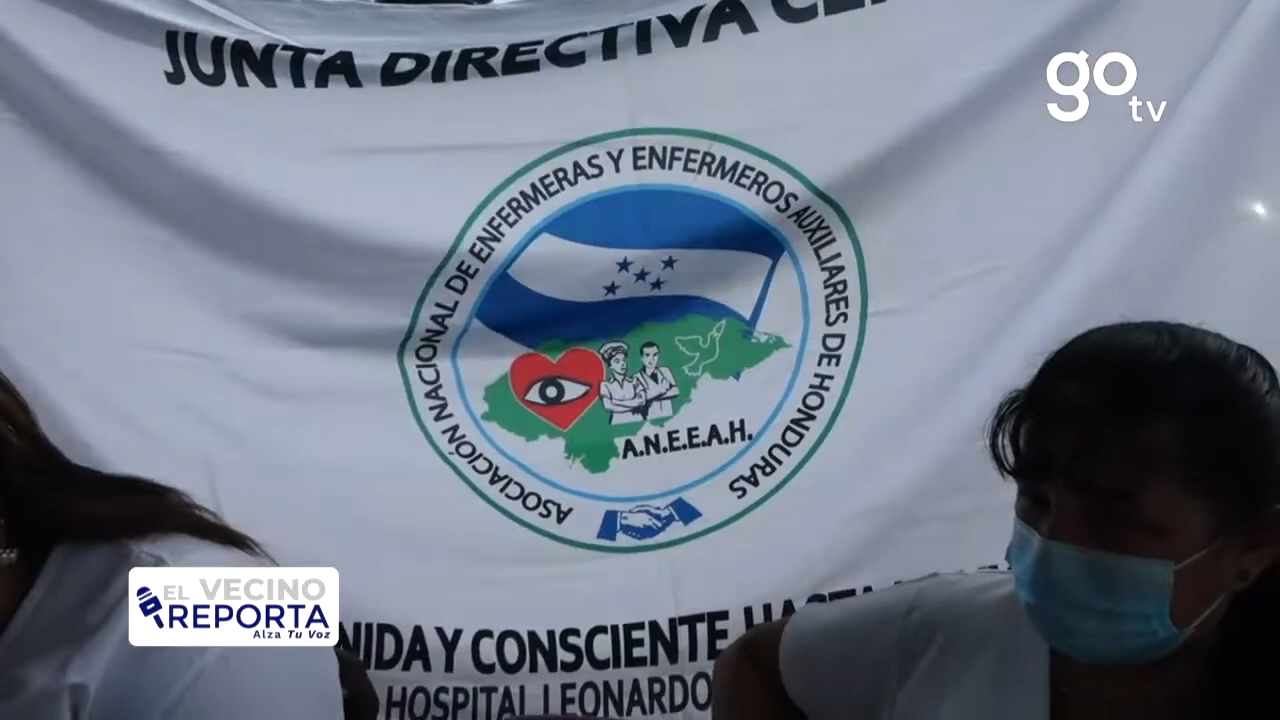 JUNTA DIRECTIVA
go
tv
ASOCIACIÓN NACIONAL DE ENFERMERAS Y ENFERMEROS AUXILIARES DE HONDURAS
A.N.E.E.A.H.
EL VECINO
REPORTA
Alza Tu Voz
Y CONSCIENTE
HOSPITAL LEONARDO